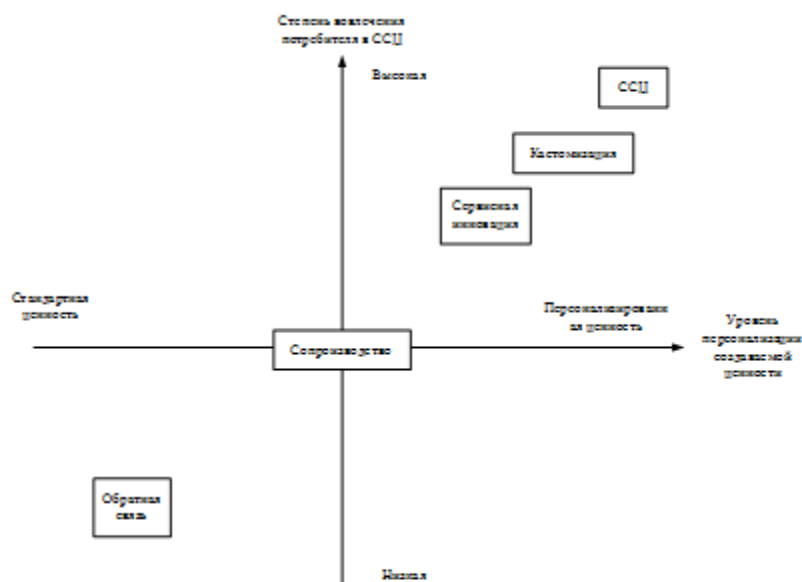 Степень вовлечения
потребителя в ССЦ
Высокая
ССЦ
Кастомизация
Сервисная
инновация
Стандартная
ценность
Персонализированн
ая ценность
Уровень
персонализации
создаваемой
ценности
Сопроизводство
Обратная
связь
Низкая